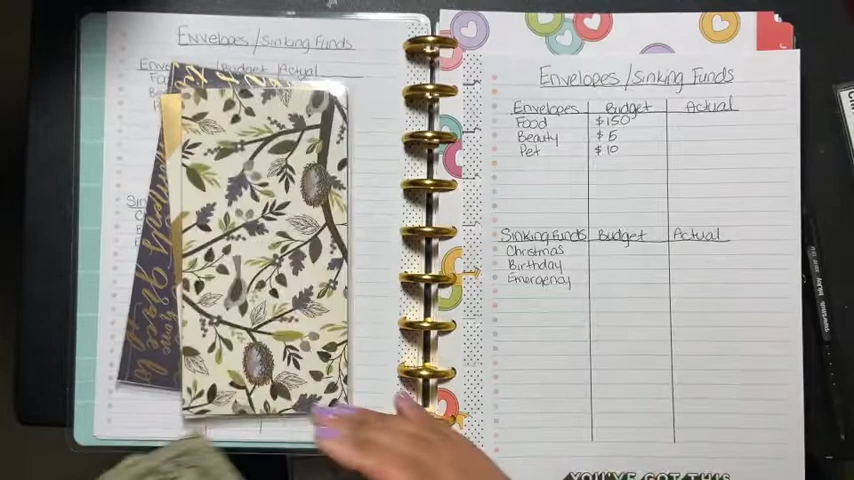 Envelopes/Sinking Funds
Budget Actual
Envelopes/Sinking Funds
Envelopes Budget Actual
Food $150
Beauty $5
Pet $10
Sinking Funds Budget Actual
Christmas
Birthday
Emergency
YOU'VE GOT THIS